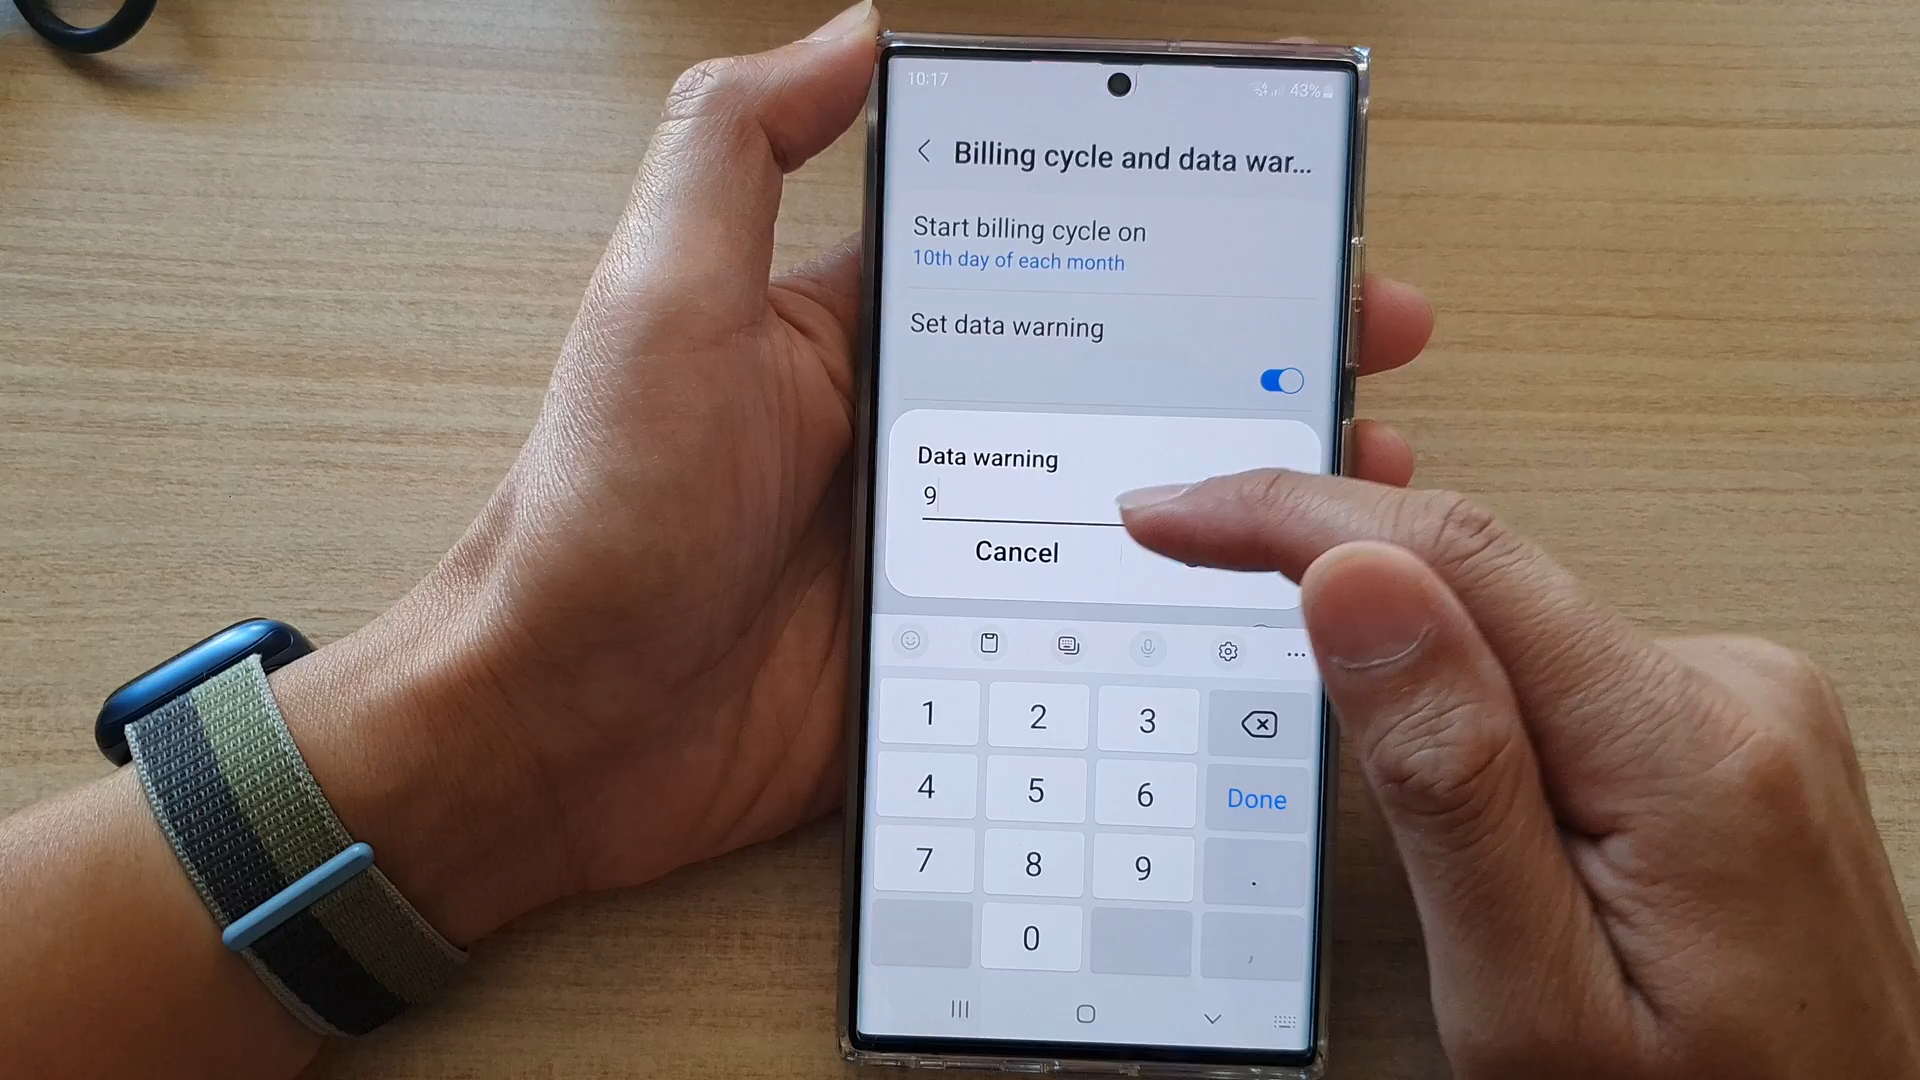 10:17
43%
Billing cycle and data war...
Start billing cycle on
10th day of each month
Set data warning
Data warning
9
Cancel
1 2 3
4 5 6 Done
7 8 9 .
0 ,